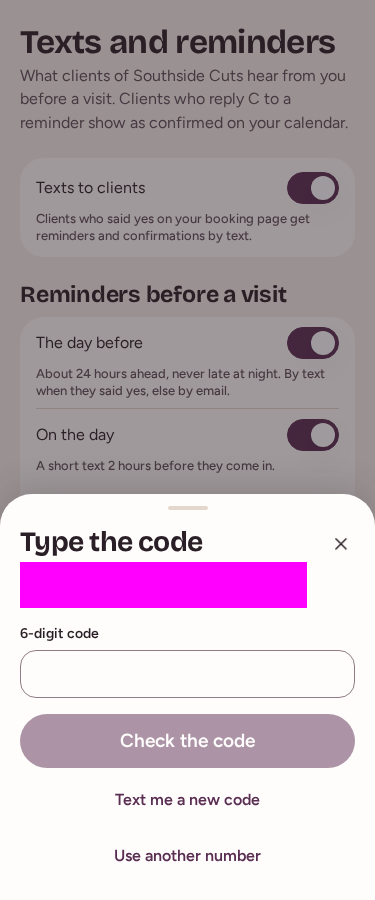 Texts and reminders
What clients of Southside Cuts hear from you
before a visit. Clients who reply C to a
reminder show as confirmed on your calendar.
Texts to clients
Clients who said yes on your booking page get
reminders and confirmations by text.
Reminders before a visit
The day before
About 24 hours ahead, never late at night. By text
when they said yes, else by email.
On the day
A short text 2 hours before they come in.
Type the code
6-digit code
Check the code
Text me a new code
Use another number